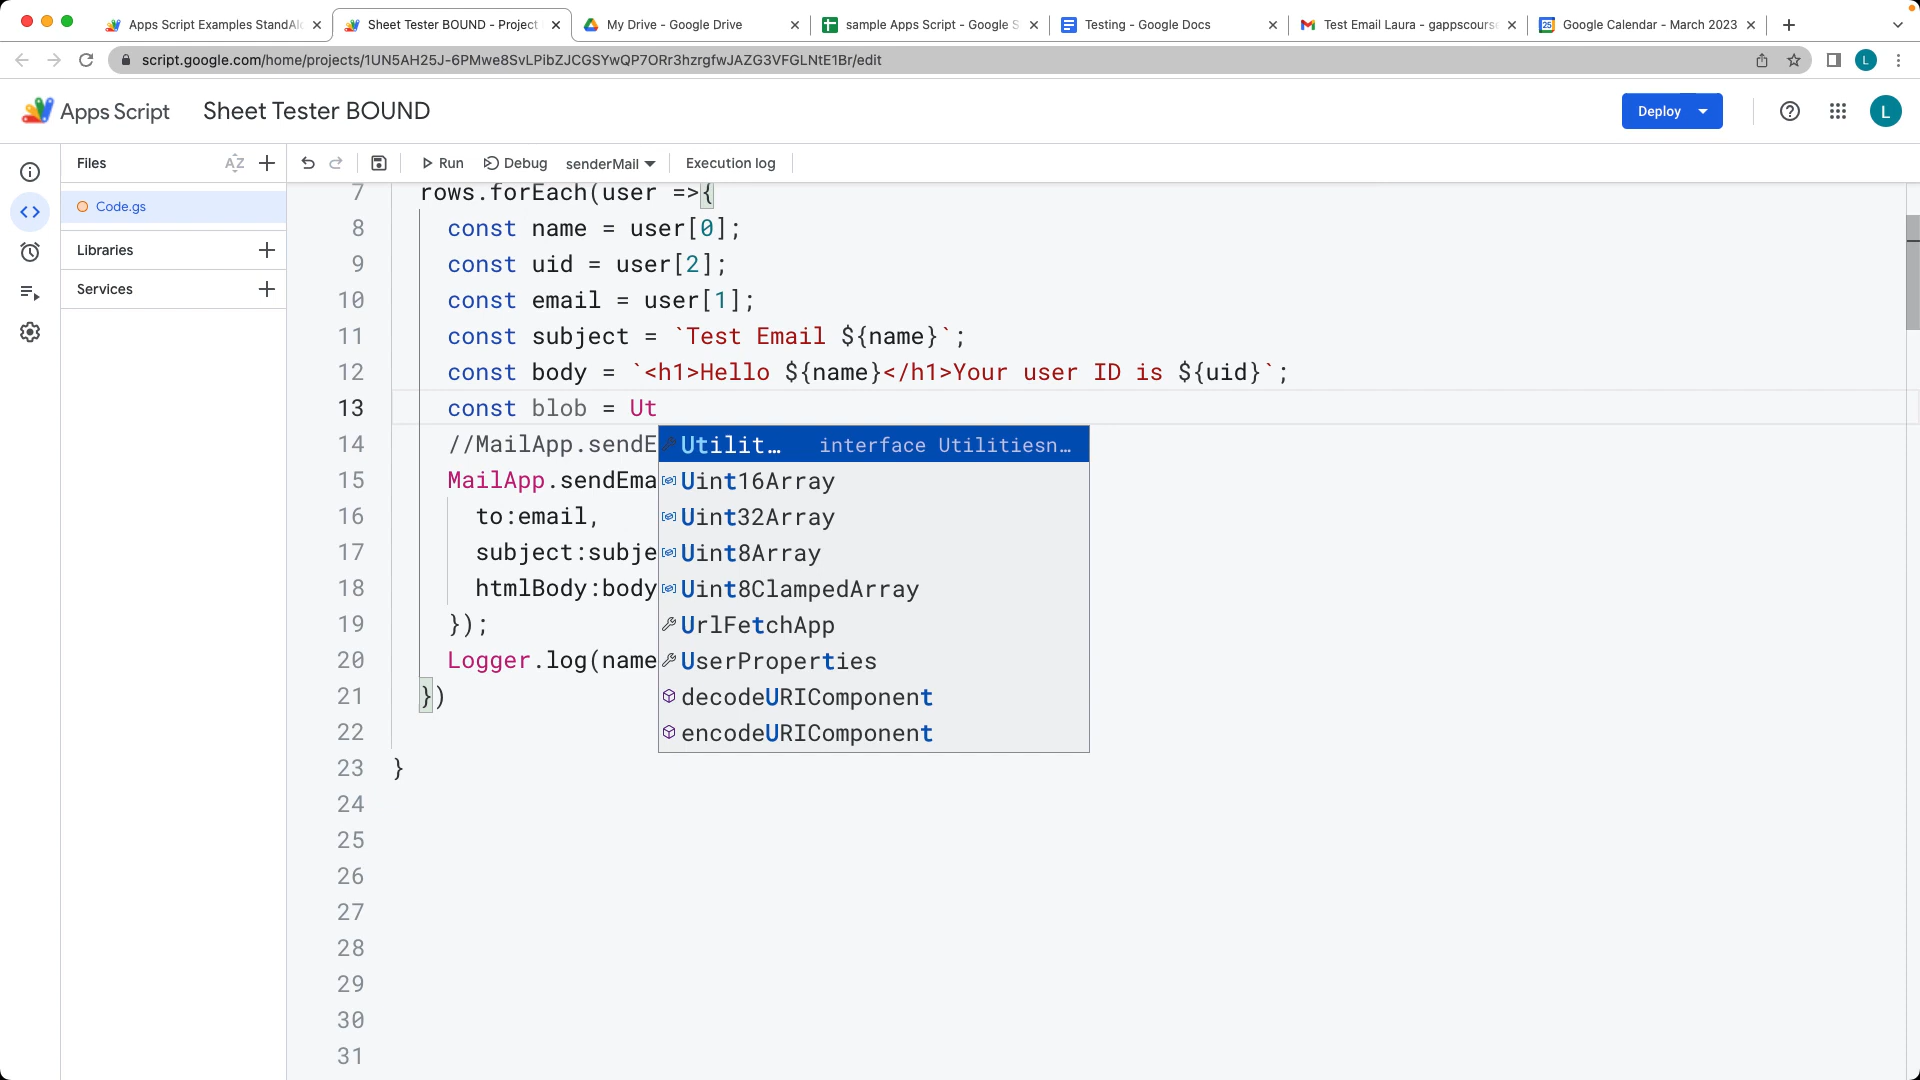 Apps Script Examples StandAl
Sheet Tester BOUND - Project
My Drive - Google Drive
sample Apps Script - Google S
Testing - Google Docs
Test Email Laura - gappscourse
Google Calendar - March 2023
script.google.com/home/projects/1UN5AH25J-6PMwe8SvLPibZJCGSYwQP7ORr3hzrgfwJAZG3VFGLNtE1Br/edit
L
Apps Script
Sheet Tester BOUND
Deploy
L
Files
AZ
Run
Debug
senderMail
Execution log
Code.gs
Libraries
Services
7 rows.forEach(user =>{
8 const name = user[0];
9 const uid = user[2];
10 const email = user[1];
11 const subject = `Test Email ${name}`;
12 const body = `<h1>Hello ${name}</h1>Your user ID is ${uid}`;
13 const blob = Ut
14 //MailApp.sendE
15 MailApp.sendEma
16 to:email,
17 subject:subje
18 htmlBody:body
19 });
20 Logger.log(name
21 })
22
23 }
24
25
26
27
28
29
30
31
Utilit… interface Utilitiesn…
Uint16Array
Uint32Array
Uint8Array
Uint8ClampedArray
UrlFetchApp
UserProperties
decodeURIComponent
encodeURIComponent